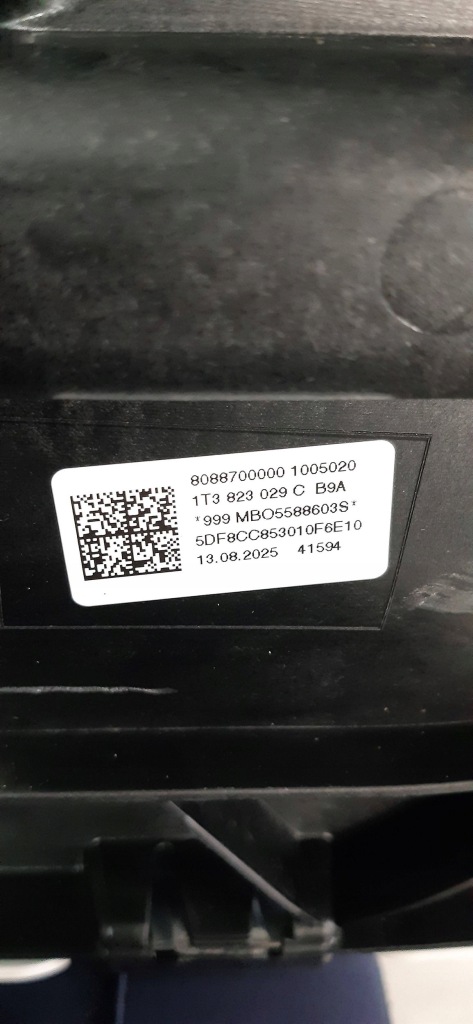 8088700000 1005020
1T3 823 029 C B9A
*999 MBO5588603S*
5DF8CC853010F6E10
13.08.2025 41594